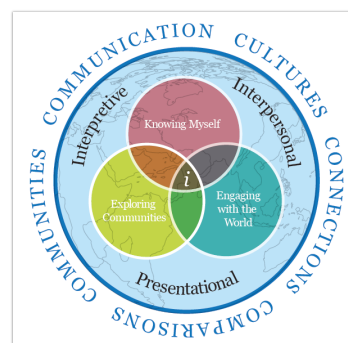 COMMUNICATION
CULTURES
CONNECTIONS
COMPARISONS
COMMUNITIES
Interpretive
Interpersonal
Presentational
Knowing Myself
Exploring
Communities
Engaging
with the
World
i